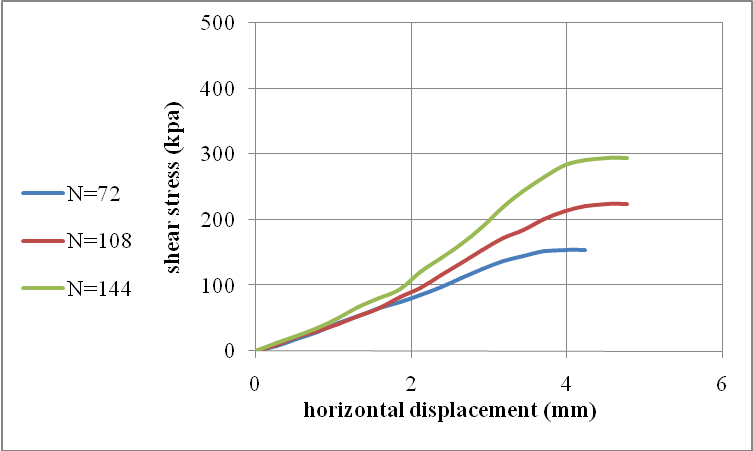 500
400
300
200
100
0
shear stress (kpa)
N=72
N=108
N=144
0 2 4 6
horizontal displacement (mm)